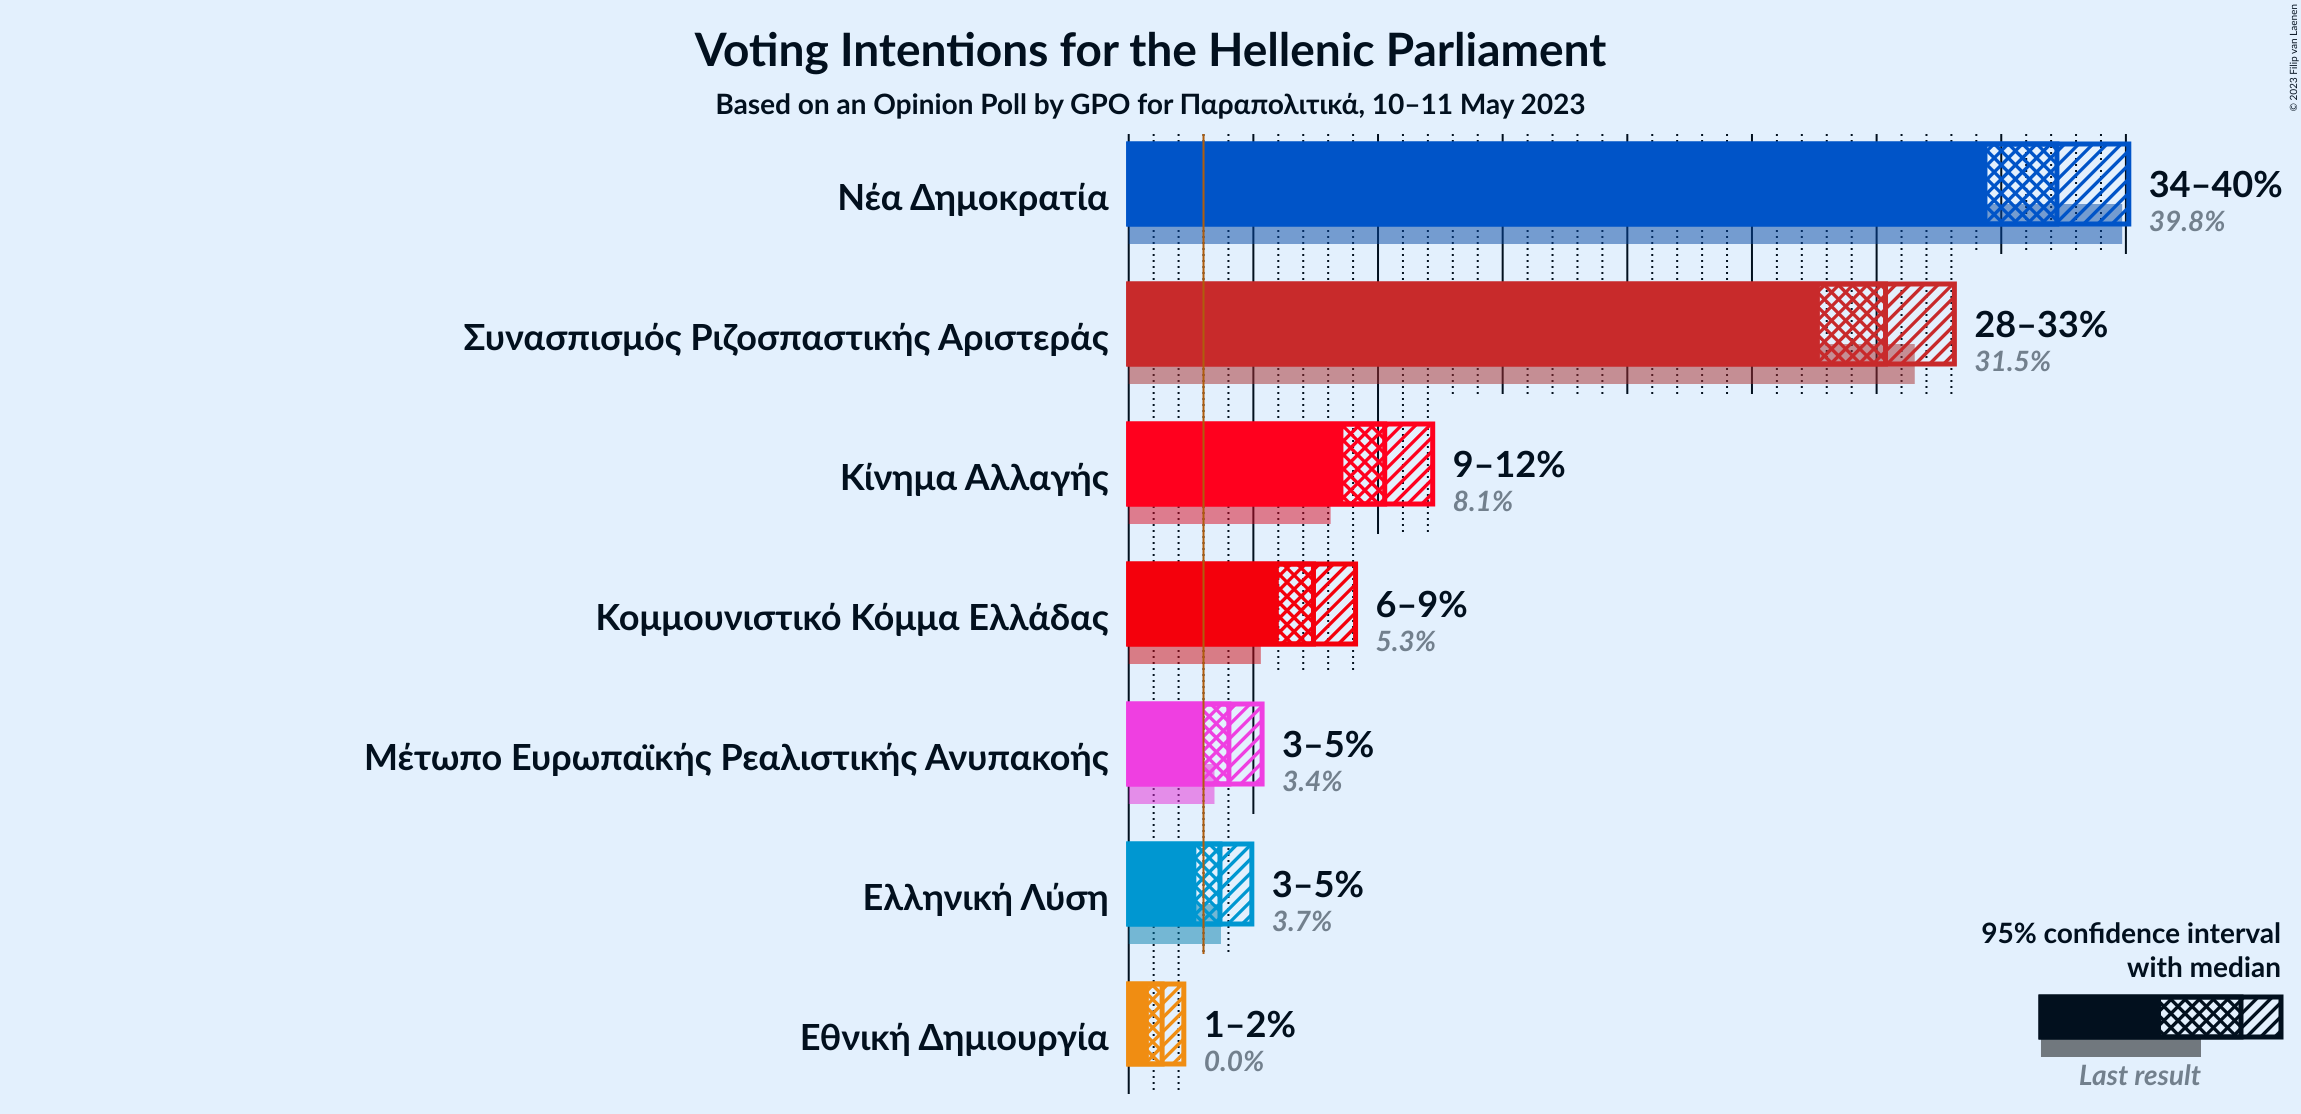 Voting Intentions for the Hellenic Parliament
Based on an Opinion Poll by GPO for Παραπολιτικά, 10–11 May 2023
© 2023 Filip van Laenen
Νέα Δημοκρατία
34–40%
39.8%
Συνασπισμός Ριζοσπαστικής Αριστεράς
28–33%
31.5%
Κίνημα Αλλαγής
9–12%
8.1%
Κομμουνιστικό Κόμμα Ελλάδας
6–9%
5.3%
Μέτωπο Ευρωπαϊκής Ρεαλιστικής Ανυπακοής
3–5%
3.4%
Ελληνική Λύση
3–5%
3.7%
Εθνική Δημιουργία
1–2%
0.0%
95% confidence interval
with median
Last result